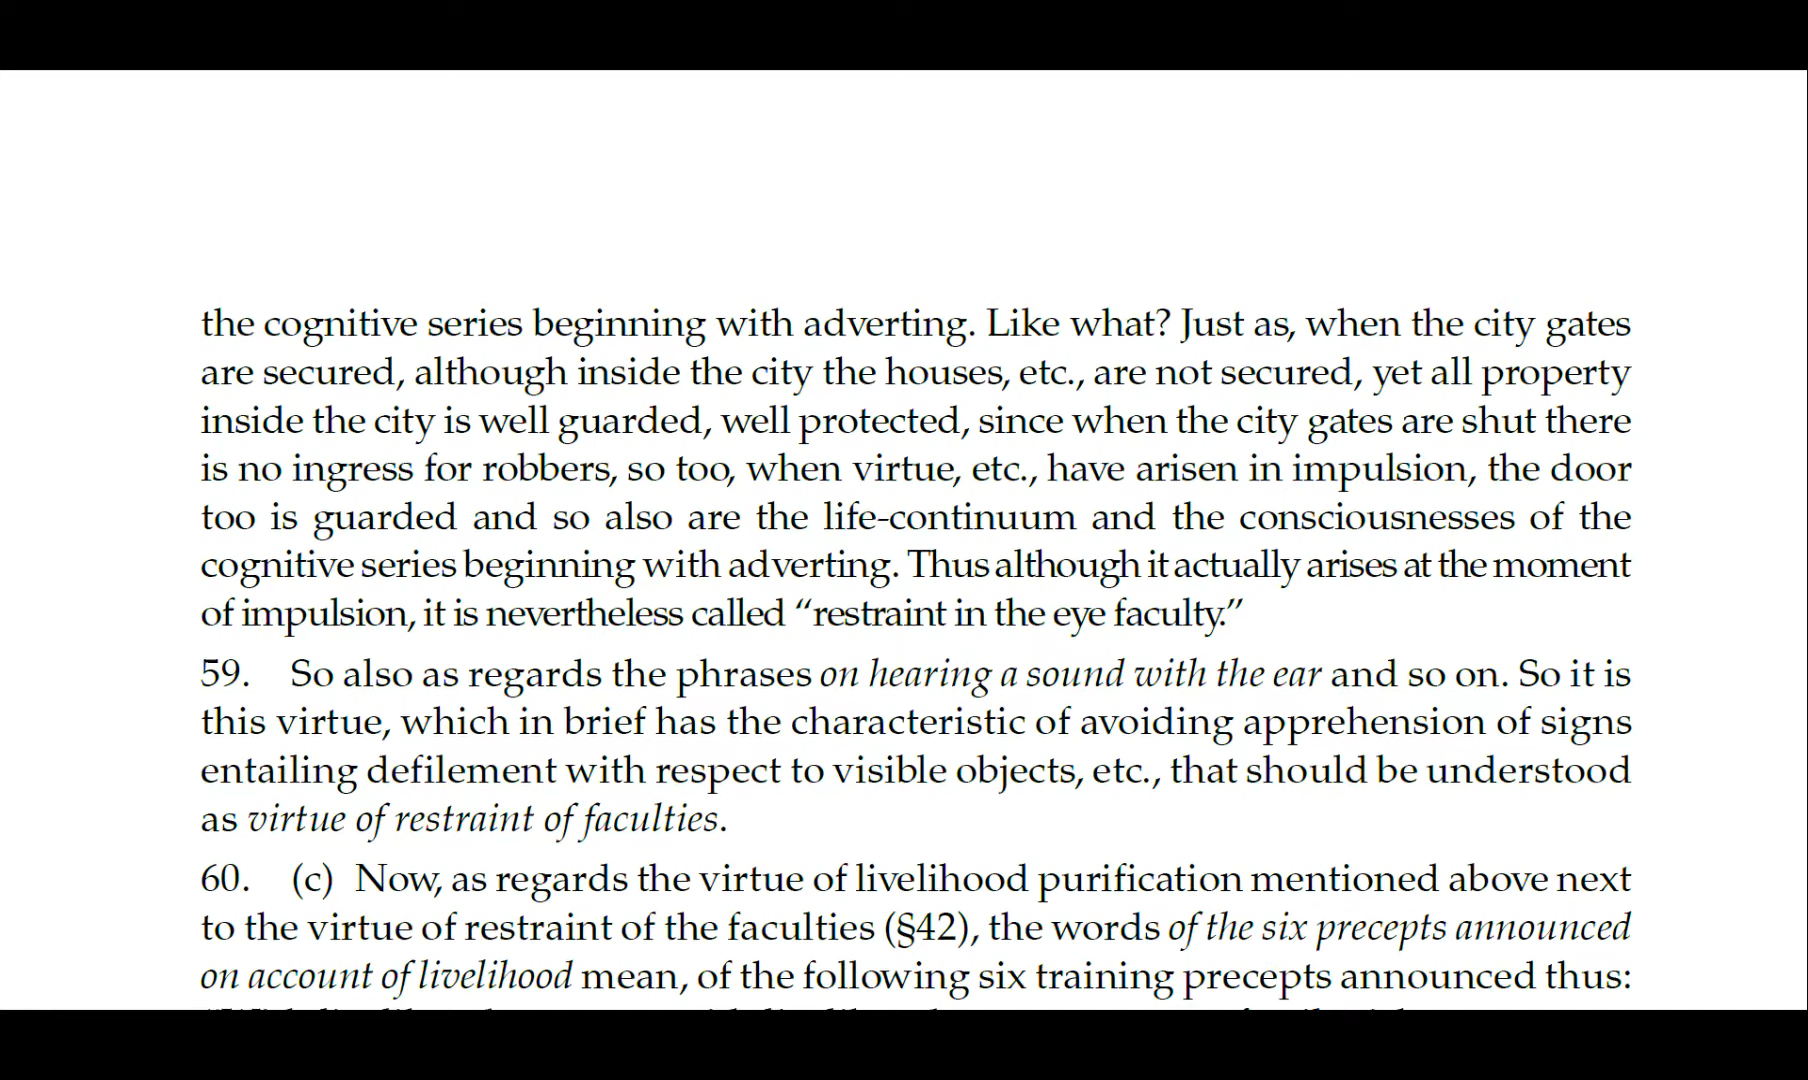 the cognitive series beginning with adverting. Like what? Just as, when the city gates
are secured, although inside the city the houses, etc., are not secured, yet all property
inside the city is well guarded, well protected, since when the city gates are shut there
is no ingress for robbers, so too, when virtue, etc., have arisen in impulsion, the door
too is guarded and so also are the life-continuum and the consciousnesses of the
cognitive series beginning with adverting. Thus although it actually arises at the moment
of impulsion, it is nevertheless called “restraint in the eye faculty.”
59. So also as regards the phrases on hearing a sound with the ear and so on. So it is
this virtue, which in brief has the characteristic of avoiding apprehension of signs
entailing defilement with respect to visible objects, etc., that should be understood
as virtue of restraint of faculties.
60. (c) Now, as regards the virtue of livelihood purification mentioned above next
to the virtue of restraint of the faculties (§42), the words of the six precepts announced
on account of livelihood mean, of the following six training precepts announced thus: